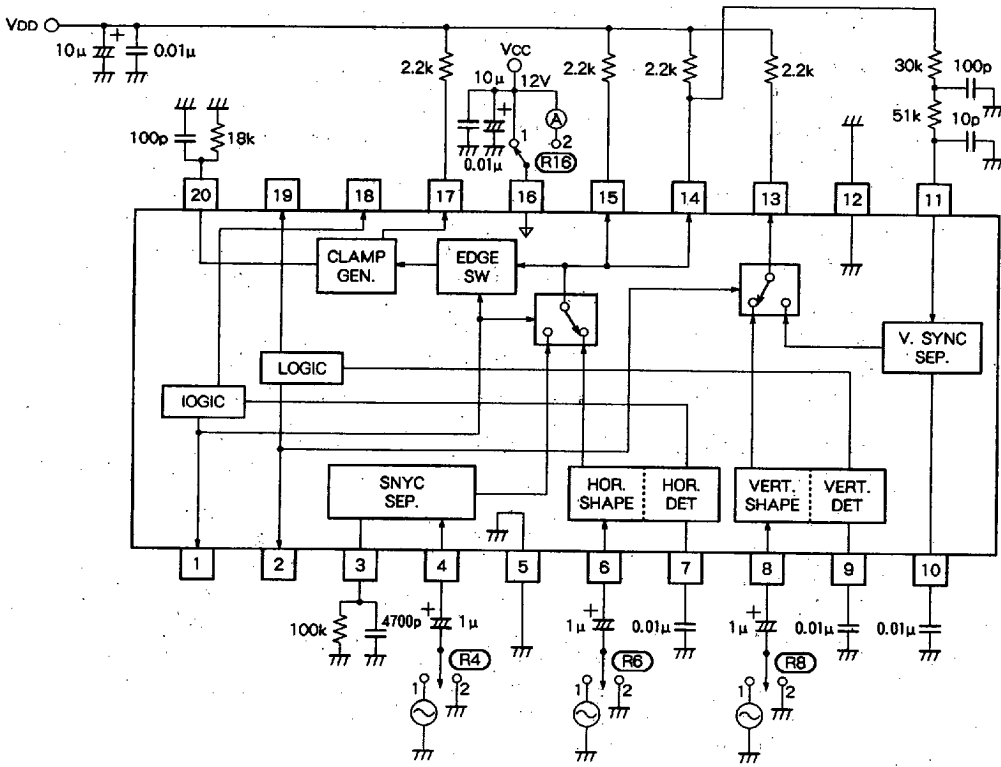 VDD
10μ
+
0.01μ
2.2k
VCC
10μ
12V
+
0.01μ
A
1
2
R16
2.2k
2.2k
2.2k
30k
100p
51k
10p
100p
18k
20
19
18
17
16
15
14
13
12
11
CLAMP
GEN.
EDGE
SW
V. SYNC
SEP.
LOGIC
IOGIC
SNYC
SEP.
HOR.
SHAPE
HOR.
DET
VERT.
SHAPE
VERT.
DET
1
2
3
4
5
6
7
8
9
10
100k
4700p
+
1μ
R4
1
2
+
1μ
0.01μ
R6
1
2
+
1μ
0.01μ
0.01μ
R8
1
2